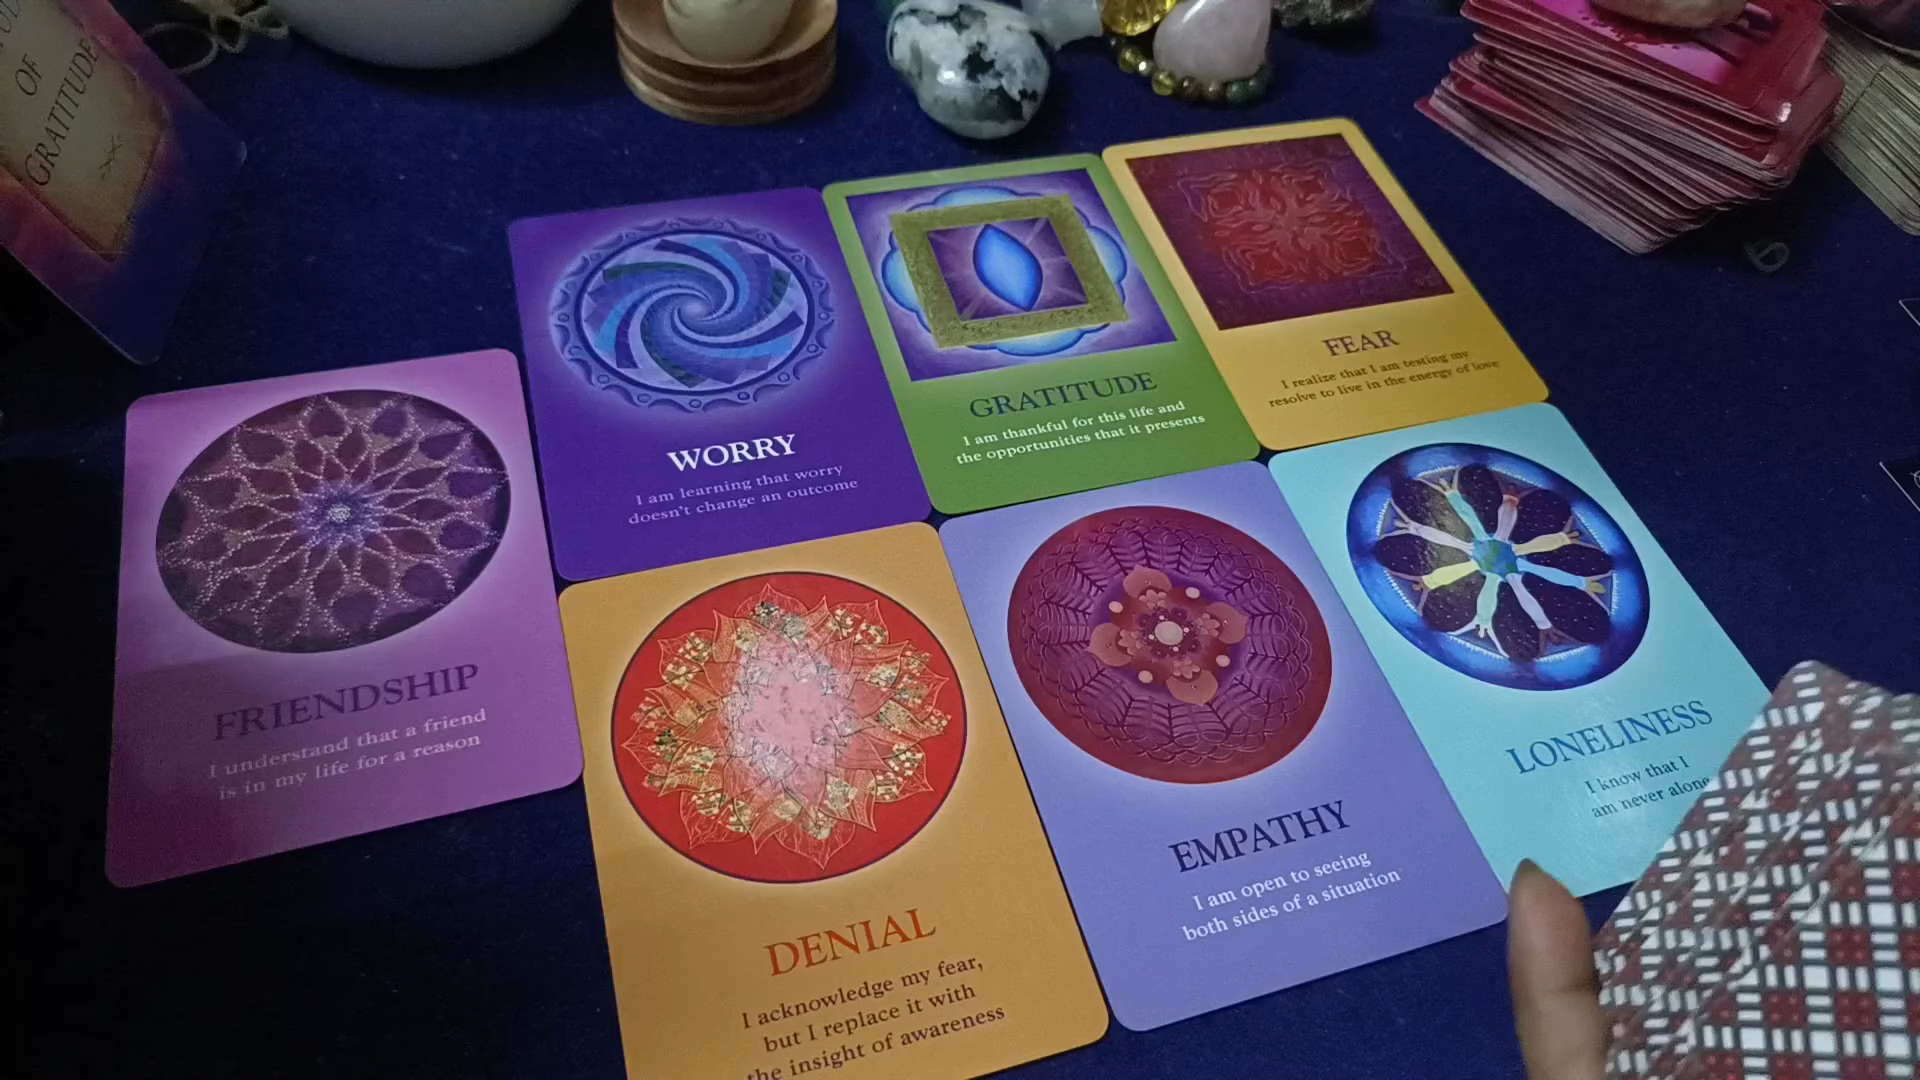 OF
GRATITUDE
WORRY
I am learning that worry
doesn't change an outcome
GRATITUDE
I am thankful for this life and
the opportunities that it presents
FEAR
I realize that I am testing my
resolve to live in the energy of love
FRIENDSHIP
I understand that a friend
is in my life for a reason
DENIAL
I acknowledge my fear,
but I replace it with
the insight of awareness
EMPATHY
I am open to seeing
both sides of a situation
LONELINESS
I know that I
am never alone